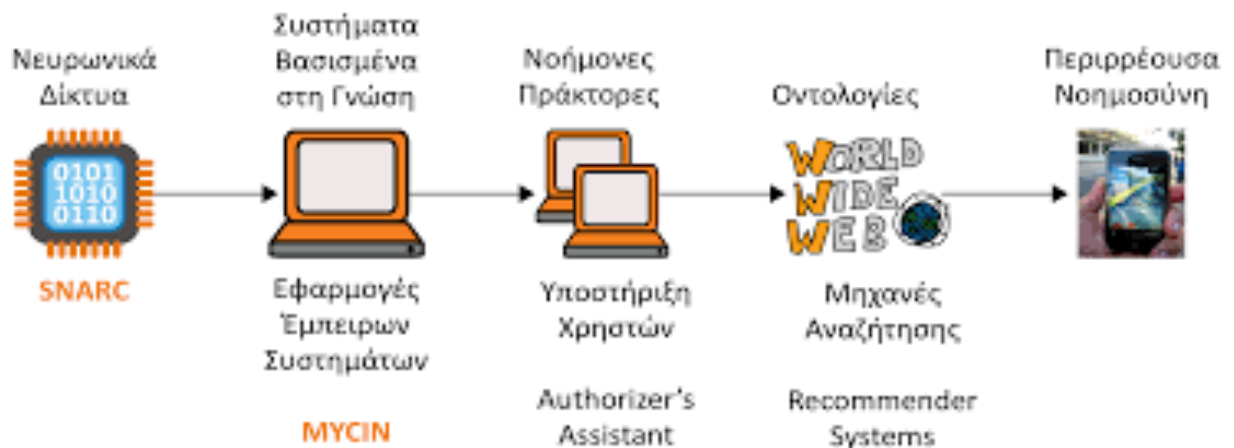 Νευρωνικά
Δίκτυα
0101
1010
0110
SNARC
Συστήματα
Βασισμένα
στη Γνώση
Εφαρμογές
Έμπειρων
Συστημάτων
MYCIN
Νοήμονες
Πράκτορες
Υποστήριξη
Χρηστών
Authorizer's
Assistant
Οντολογίες
WORLD
WIDE
WEB
Μηχανές
Αναζήτησης
Recommender
Systems
Περιρρέουσα
Νοημοσύνη